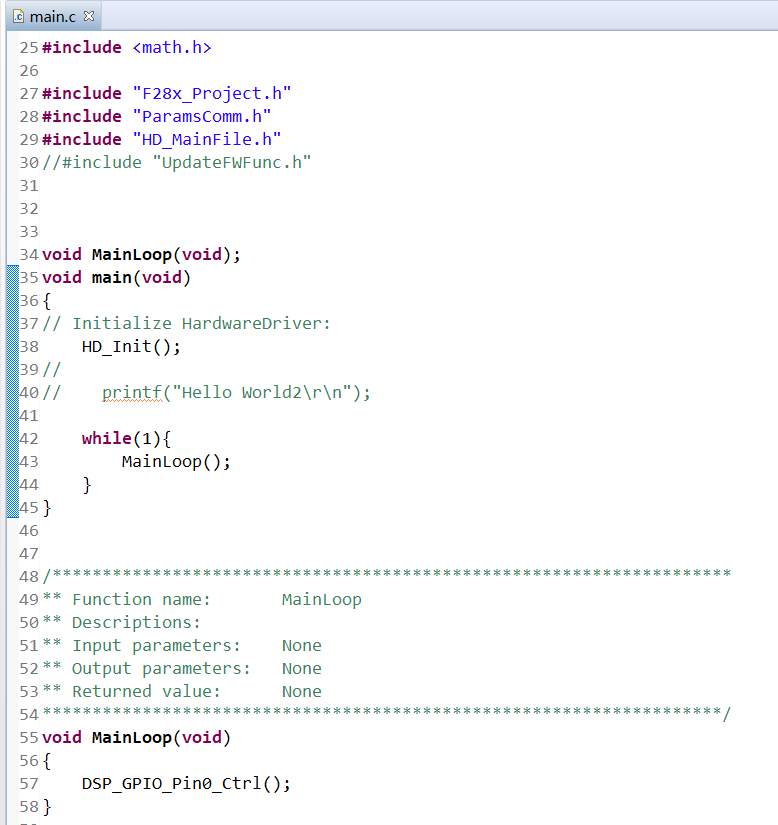 main.c
25 #include <math.h>
26
27 #include "F28x_Project.h"
28 #include "ParamsComm.h"
29 #include "HD_MainFile.h"
30 //#include "UpdateFWFunc.h"
31
32
33
34 void MainLoop(void);
35 void main(void)
36 {
37 // Initialize HardwareDriver:
38     HD_Init();
39 //
40 //    printf("Hello World2\r\n");
41
42     while(1){
43         MainLoop();
44     }
45 }
46
47
48 /********************************************************************
49 ** Function name:       MainLoop
50 ** Descriptions:
51 ** Input parameters:    None
52 ** Output parameters:   None
53 ** Returned value:      None
54 ********************************************************************/
55 void MainLoop(void)
56 {
57     DSP_GPIO_Pin0_Ctrl();
58 }